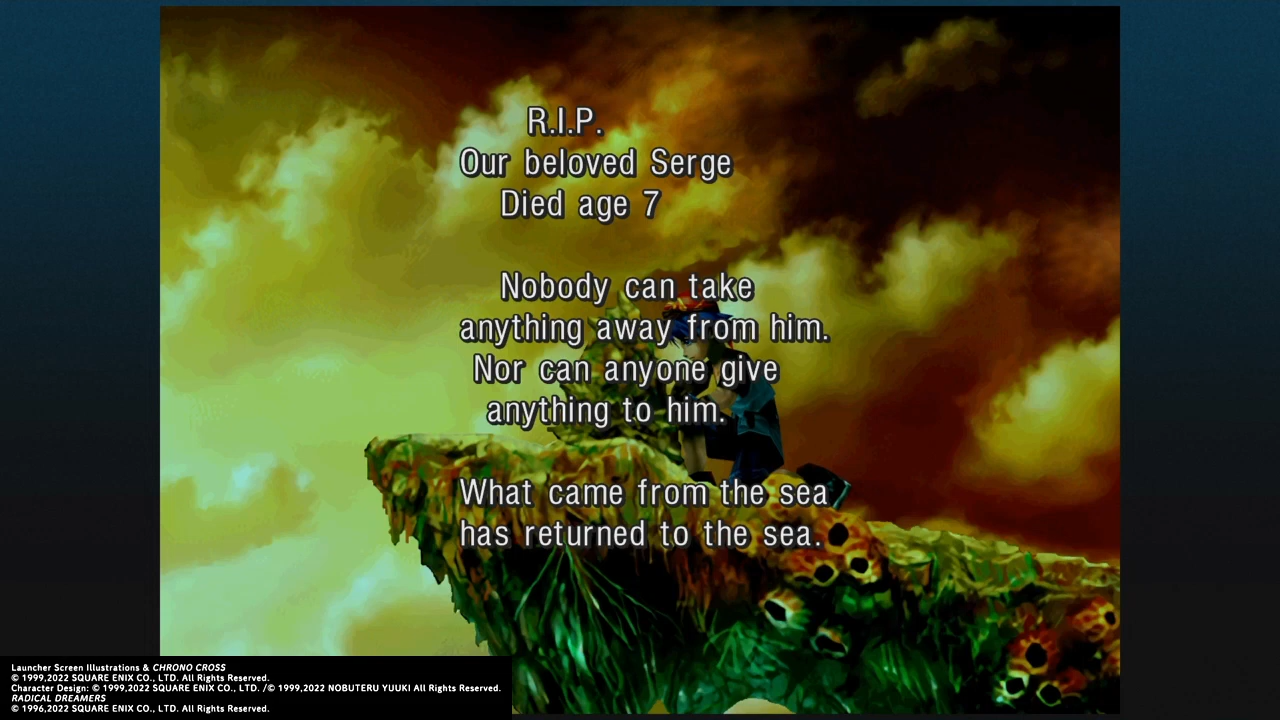 R.I.P.
Our beloved Serge
Died age 7
Nobody can take
anything away from him.
Nor can anyone give
anything to him.
What came from the sea
has returned to the sea.
Launcher Screen Illustrations & CHRONO CROSS
© 1999,2022 SQUARE ENIX CO., LTD. All Rights Reserved.
Character Design: © 1999,2022 SQUARE ENIX CO., LTD. /© 1999,2022 NOBUTERU YUUKI All Rights Reserved.
RADICAL DREAMERS
© 1996,2022 SQUARE ENIX CO., LTD. All Rights Reserved.